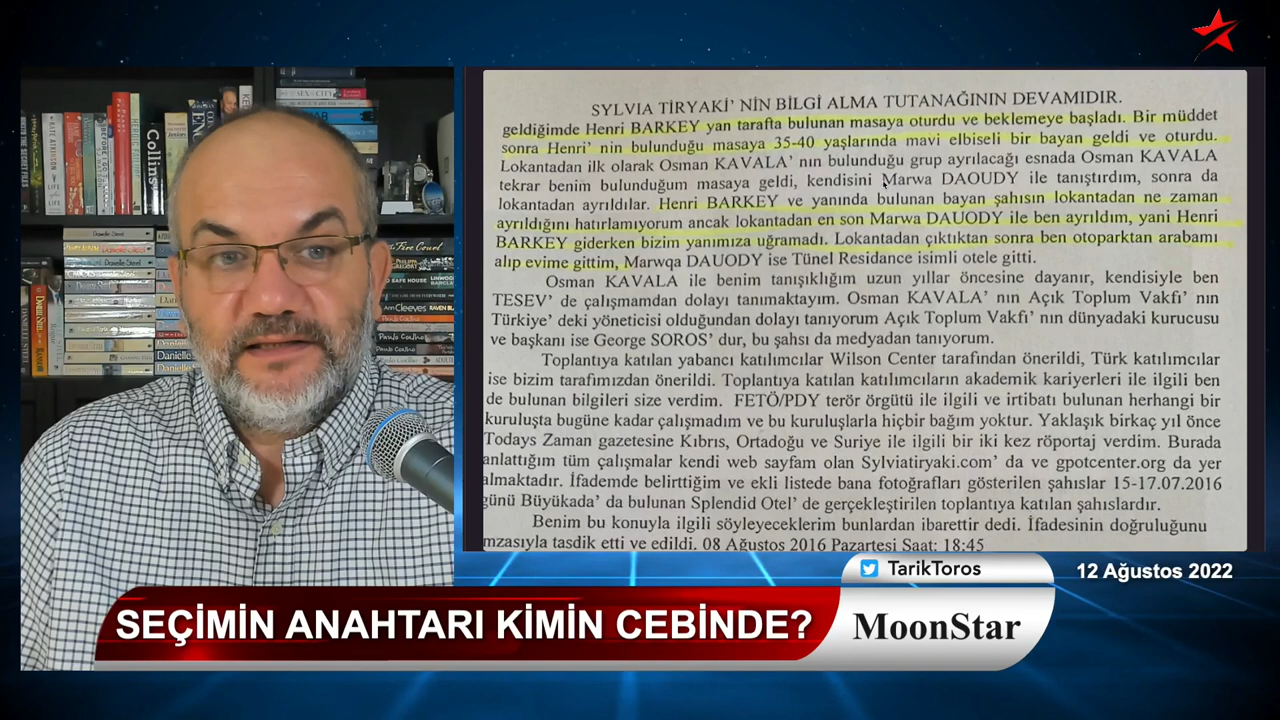 SYLVIA TİRYAKİ' NİN BİLGİ ALMA TUTANAĞININ DEVAMIDIR.
geldiğimde Henri BARKEY yan tarafta bulunan masaya oturdu ve beklemeye başladı. Bir müddet
sonra Henri' nin bulunduğu masaya 35-40 yaşlarında mavi elbiseli bir bayan geldi ve oturdu.
Lokantadan ilk olarak Osman KAVALA' nın bulunduğu grup ayrılacağı esnada Osman KAVALA
tekrar benim bulunduğum masaya geldi, kendisini Marwa DAOUDY ile tanıştırdım, sonra da
lokantadan ayrıldılar. Henri BARKEY ve yanında bulunan bayan şahısın lokantadan ne zaman
ayrıldığını hatırlamıyorum ancak lokantadan en son Marwa DAUODY ile ben ayrıldım, yani Henri
BARKEY giderken bizim yanımıza uğramadı. Lokantadan çıktıktan sonra ben otoparktan arabamı
alıp evime gittim, Marwqa DAUODY ise Tünel Residance isimli otele gitti.
Osman KAVALA ile benim tanışıklığım uzun yıllar öncesine dayanır, kendisiyle ben
TESEV' de çalışmamdan dolayı tanımaktayım. Osman KAVALA' nın Açık Toplum Vakfı' nın
Türkiye' deki yöneticisi olduğundan dolayı tanıyorum Açık Toplum Vakfı' nın dünyadaki kurucusu
ve başkanı ise George SOROS' dur, bu şahsı da medyadan tanıyorum.
Toplantıya katılan yabacı katılımcılar Wilson Center tarafından önerildi, Türk katılımcılar
ise bizim tarafımızdan önerildi. Toplantıya katılan katılımcıların akademik kariyerleri ile ilgili ben
de bulunan bilgileri size verdim. FETÖ/PDY terör örgütü ile ilgili ve irtibatı bulunan herhangi bir
kuruluşta bugüne kadar çalışmadım ve bu kuruluşlarla hiçbir bağım yoktur. Yaklaşık birkaç yıl önce
Todays Zaman gazetesine Kıbrıs, Ortadoğu ve Suriye ile ilgili bir iki kez röportaj verdim. Burada
anlattığım tüm çalışmalar kendi web sayfam olan Sylviatiryaki.com' da ve gpotcenter.org da yer
almaktadır. İfademde belirttiğim ve ekli listede bana fotoğrafları gösterilen şahıslar 15-17.07.2016
günü Büyükada' da bulunan Splendid Otel' de gerçekleştirilen toplantıya katılan şahıslardır.
Benim bu konuyla ilgili söyleyeceklerim bunlardan ibarettir dedi. İfadesinin doğruluğunu
mzasıyla tasdik etti ve edildi. 08 Ağustos 2016 Pazartesi Saat: 18:45
TarikToros
12 Ağustos 2022
SEÇİMİN ANAHTARI KİMİN CEBİNDE?
MoonStar
Collins
Danielle Steel
Paulo Coelho